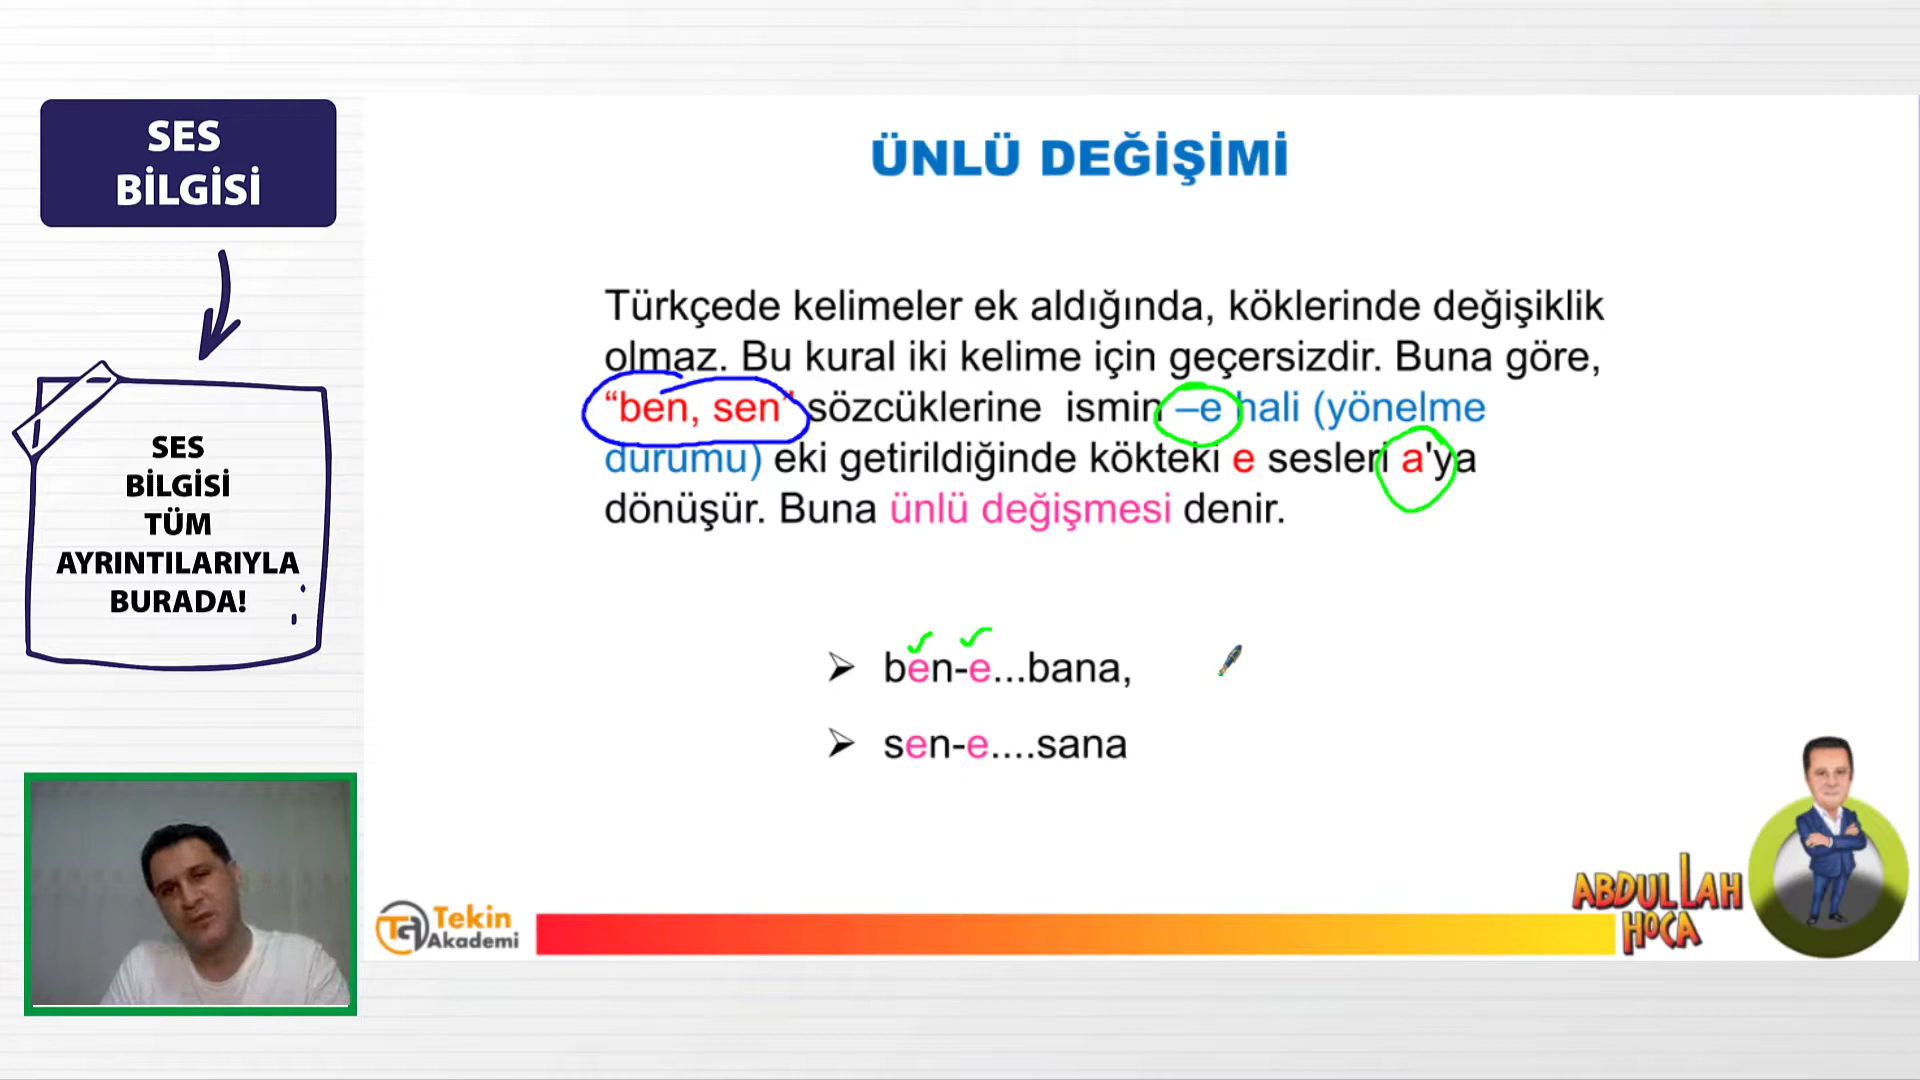 SES
BİLGİSİ
SES
BİLGİSİ
TÜM
AYRINTILARIYLA
BURADA!
ÜNLÜ DEĞİŞİMİ
Türkçede kelimeler ek aldığında, köklerinde değişiklik
olmaz. Bu kural iki kelime için geçersizdir. Buna göre,
“ben, sen” sözcüklerine ismin –e hali (yönelme
durumu) eki getirildiğinde kökteki e sesleri a'ya
dönüşür. Buna ünlü değişmesi denir.
➢ ben-e...bana,
➢ sen-e....sana
Tekin
Akademi
ABDULLAH
HOCA